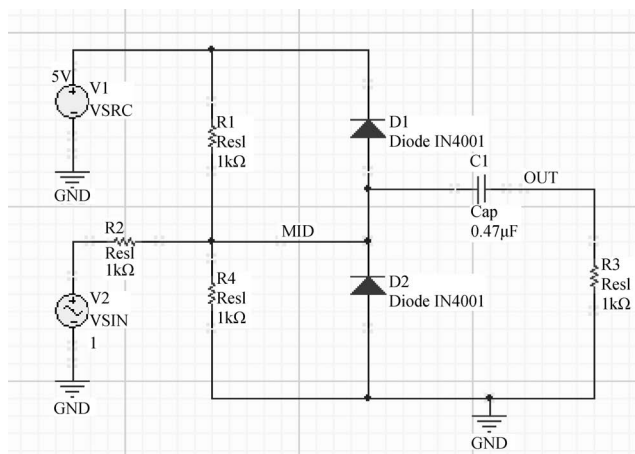 5V
V1
VSRC
GND
R1
Resl
1kΩ
D1
Diode IN4001
C1
Cap
0.47μF
OUT
R2
Resl
1kΩ
MID
V2
VSIN
1
GND
R4
Resl
1kΩ
D2
Diode IN4001
R3
Resl
1kΩ
GND